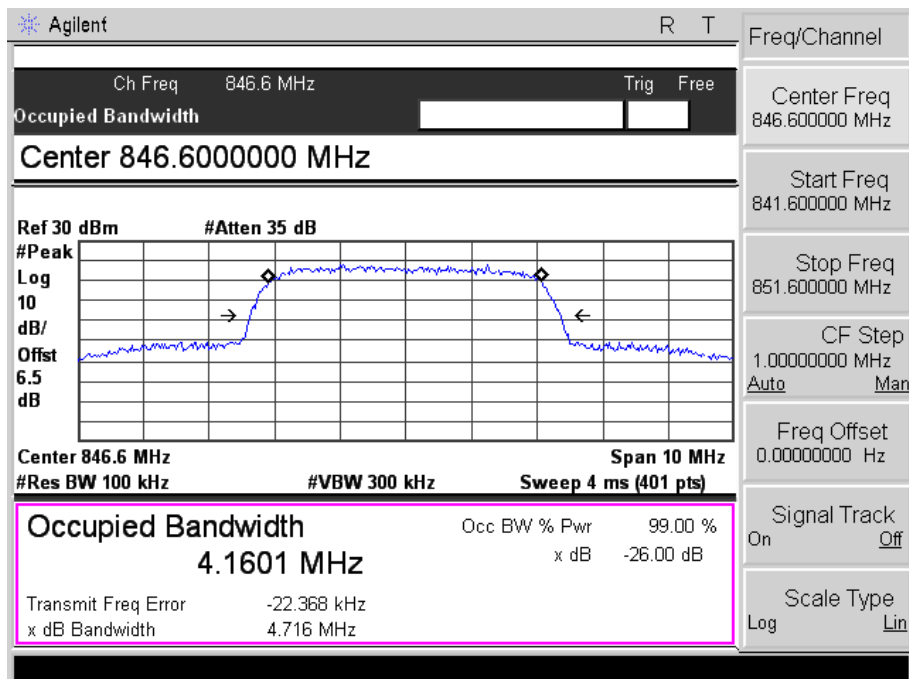 Agilent R T
Ch Freq 846.6 MHz Trig Free
Occupied Bandwidth
Center 846.6000000 MHz
Ref 30 dBm #Atten 35 dB
#Peak
Log
10
dB/
Offst
6.5
dB
Center 846.6 MHz Span 10 MHz
#Res BW 100 kHz #VBW 300 kHz Sweep 4 ms (401 pts)
Occupied Bandwidth Occ BW % Pwr 99.00 %
4.1601 MHz x dB -26.00 dB
Transmit Freq Error -22.368 kHz
x dB Bandwidth 4.716 MHz
Freq/Channel
Center Freq
846.600000 MHz
Start Freq
841.600000 MHz
Stop Freq
851.600000 MHz
CF Step
1.00000000 MHz
Auto Man
Freq Offset
0.00000000 Hz
Signal Track
On Off
Scale Type
Log Lin